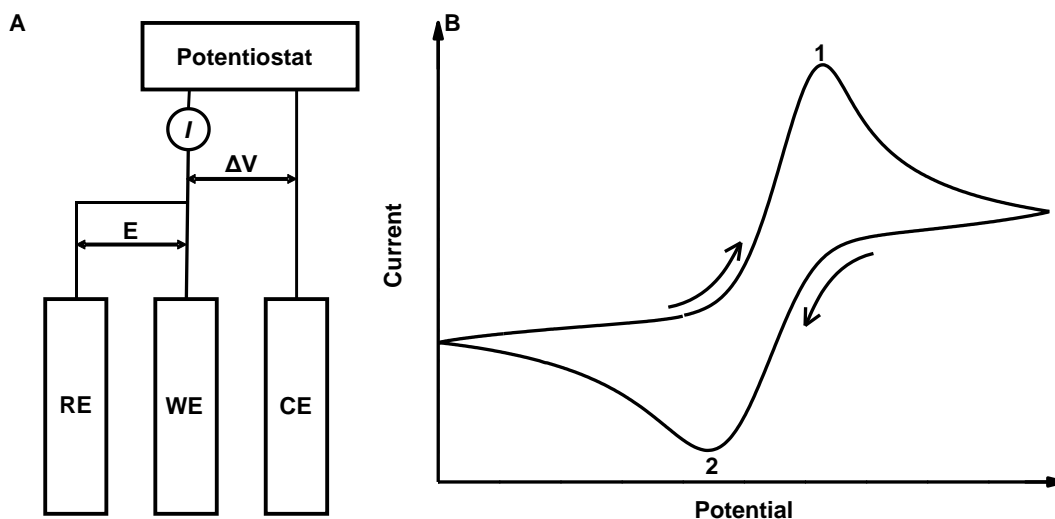 A
Potentiostat
I
ΔV
E
RE
WE
CE
B
1
2
Current
Potential